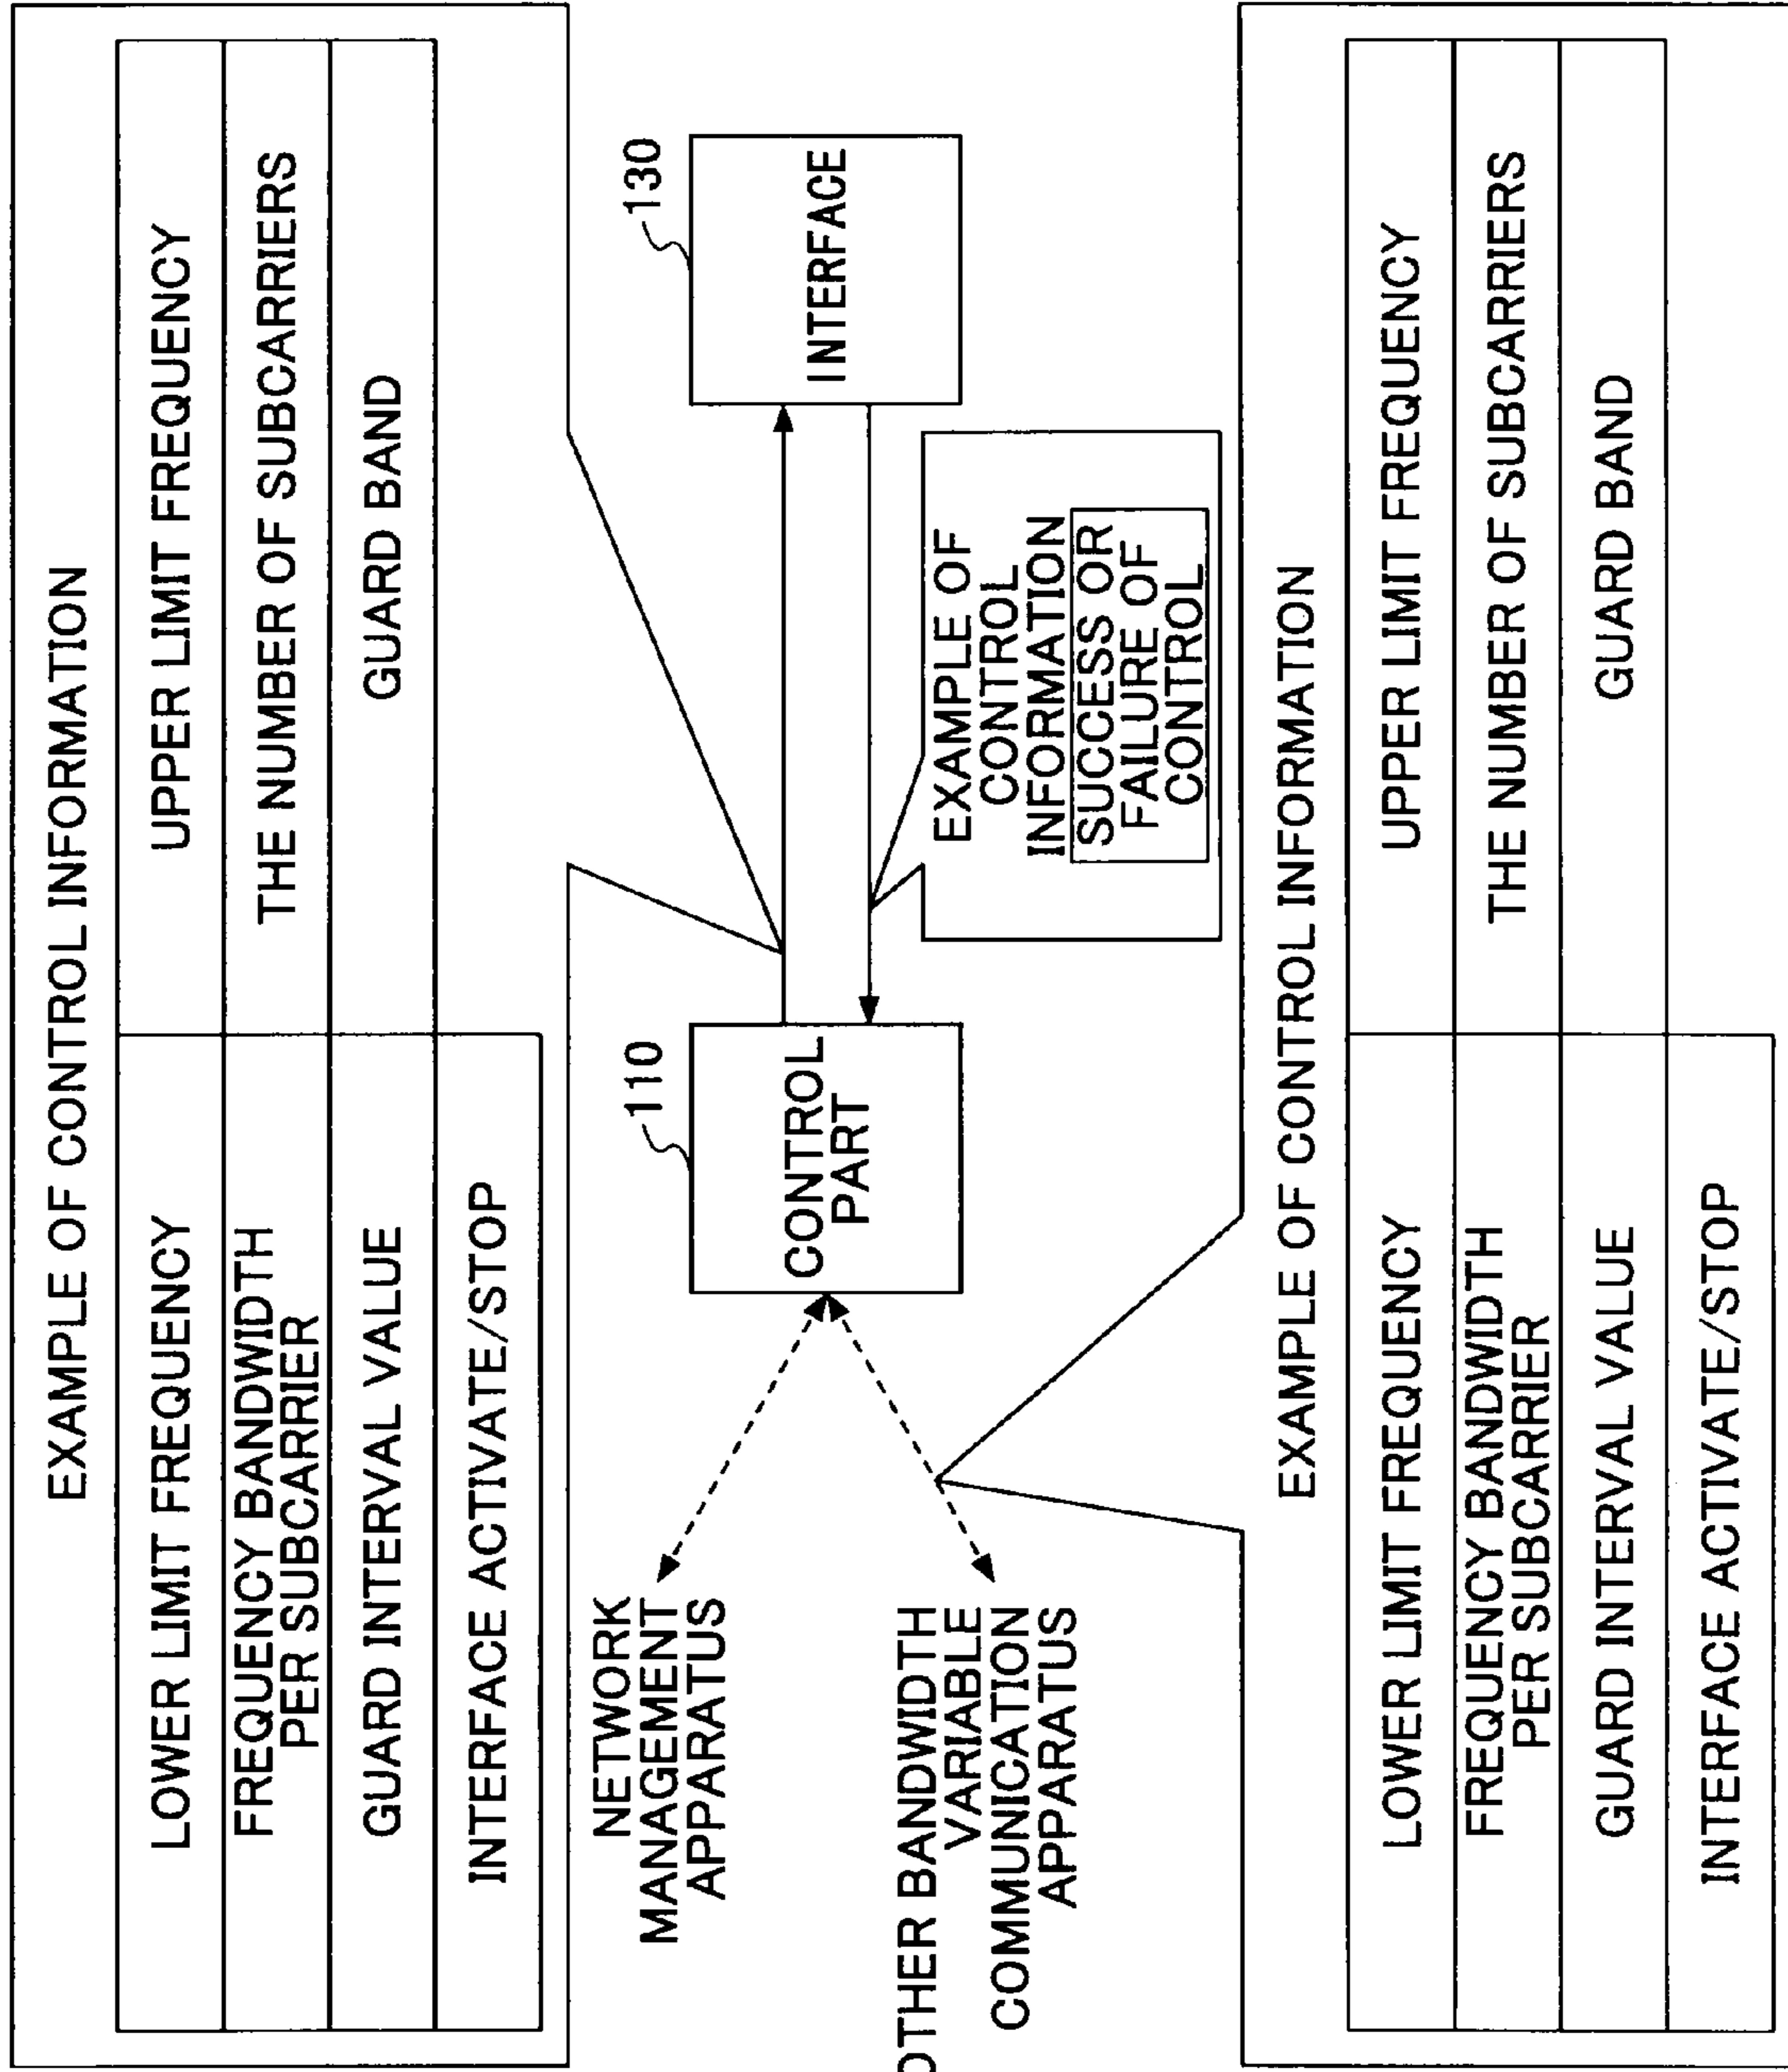 EXAMPLE OF CONTROL INFORMATION
LOWER LIMIT FREQUENCY
UPPER LIMIT FREQUENCY
FREQUENCY BANDWIDTH
PER SUBCARRIER
THE NUMBER OF SUBCARRIERS
GUARD INTERVAL VALUE
GUARD BAND
INTERFACE ACTIVATE/STOP
NETWORK
MANAGEMENT
APPARATUS
110
CONTROL
PART
130
INTERFACE
OTHER BANDWIDTH
VARIABLE
COMMUNICATION
APPARATUS
EXAMPLE OF
CONTROL
INFORMATION
SUCCESS OR
FAILURE OF
CONTROL
EXAMPLE OF CONTROL INFORMATION
LOWER LIMIT FREQUENCY
UPPER LIMIT FREQUENCY
FREQUENCY BANDWIDTH
PER SUBCARRIER
THE NUMBER OF SUBCARRIERS
GUARD INTERVAL VALUE
GUARD BAND
INTERFACE ACTIVATE/STOP